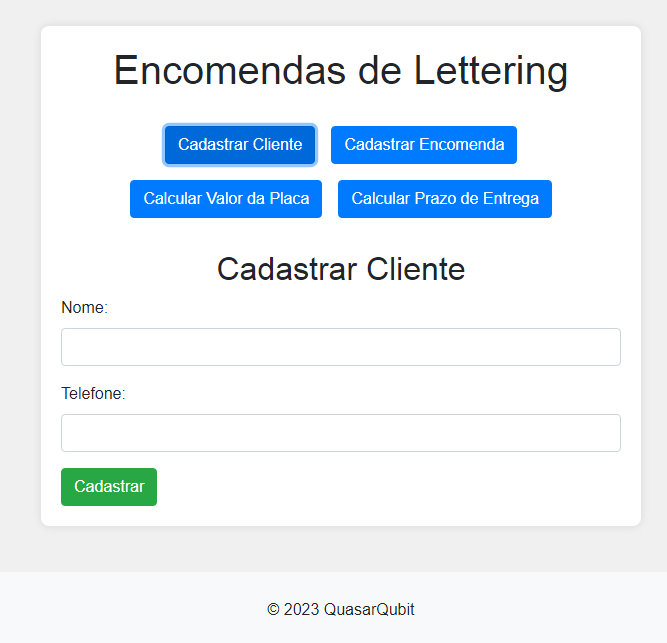 Encomendas de Lettering
Cadastrar Cliente Cadastrar Encomenda
Calcular Valor da Placa Calcular Prazo de Entrega
Cadastrar Cliente
Nome:
Telefone:
Cadastrar
© 2023 QuasarQubit